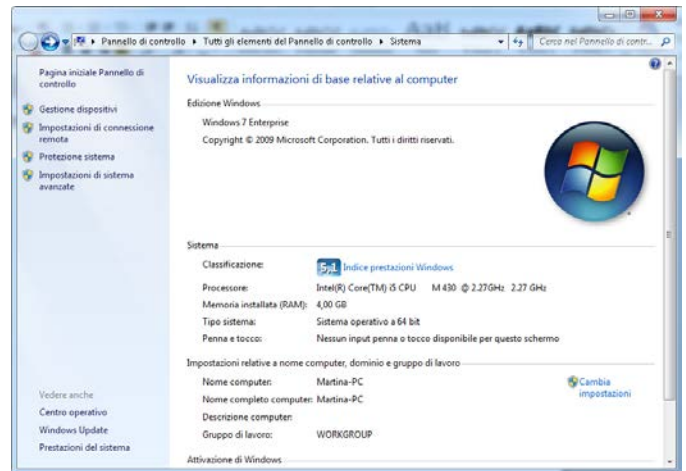 Pannello di controllo Tutti gli elementi del Pannello di controllo Sistema
Cerca nel Pannello di contr...
Pagina iniziale Pannello di
controllo
Gestione dispositivi
Impostazioni di connessione
remota
Protezione sistema
Impostazioni di sistema
avanzate
Vedere anche
Centro operativo
Windows Update
Prestazioni del sistema
Visualizza informazioni di base relative al computer
Edizione Windows
Windows 7 Enterprise
Copyright © 2009 Microsoft Corporation. Tutti i diritti riservati.
Sistema
Classificazione: 5,1 Indice prestazioni Windows
Processore: Intel(R) Core(TM) i5 CPU M 430 @ 2.27GHz 2.27 GHz
Memoria installata (RAM): 4,00 GB
Tipo sistema: Sistema operativo a 64 bit
Penna e tocco: Nessun input penna o tocco disponibile per questo schermo
Impostazioni relative a nome computer, dominio e gruppo di lavoro
Nome computer: Martina-PC
Cambia
impostazioni
Nome completo computer: Martina-PC
Descrizione computer:
Gruppo di lavoro: WORKGROUP
Attivazione di Windows